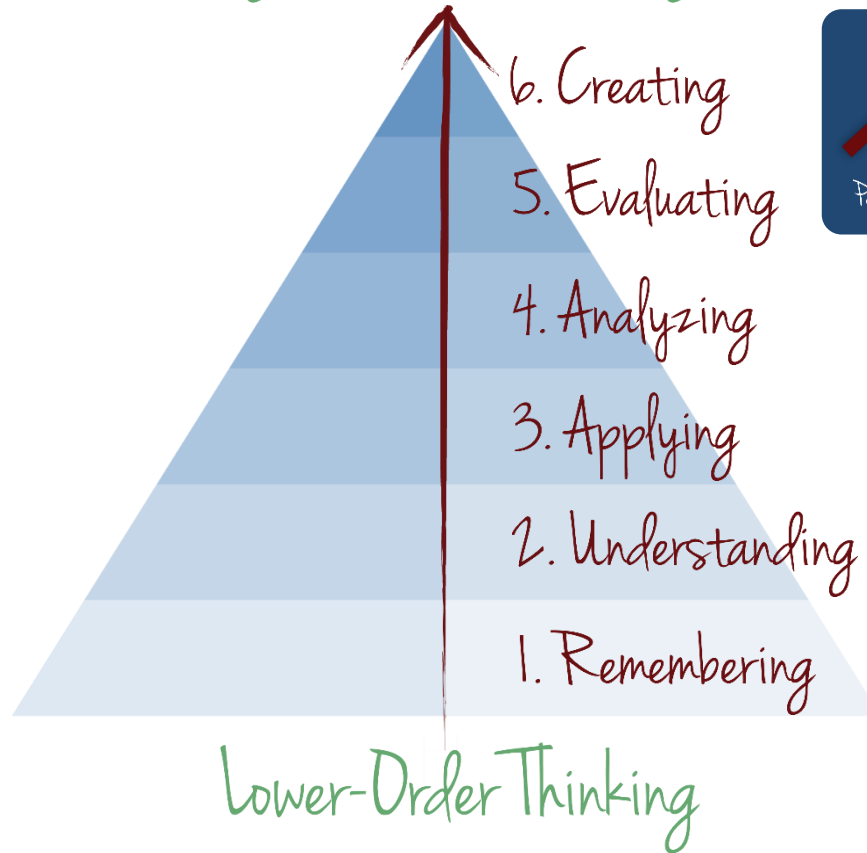 6. Creating
5. Evaluating
4. Analyzing
3. Applying
2. Understanding
1. Remembering
Lower-Order Thinking